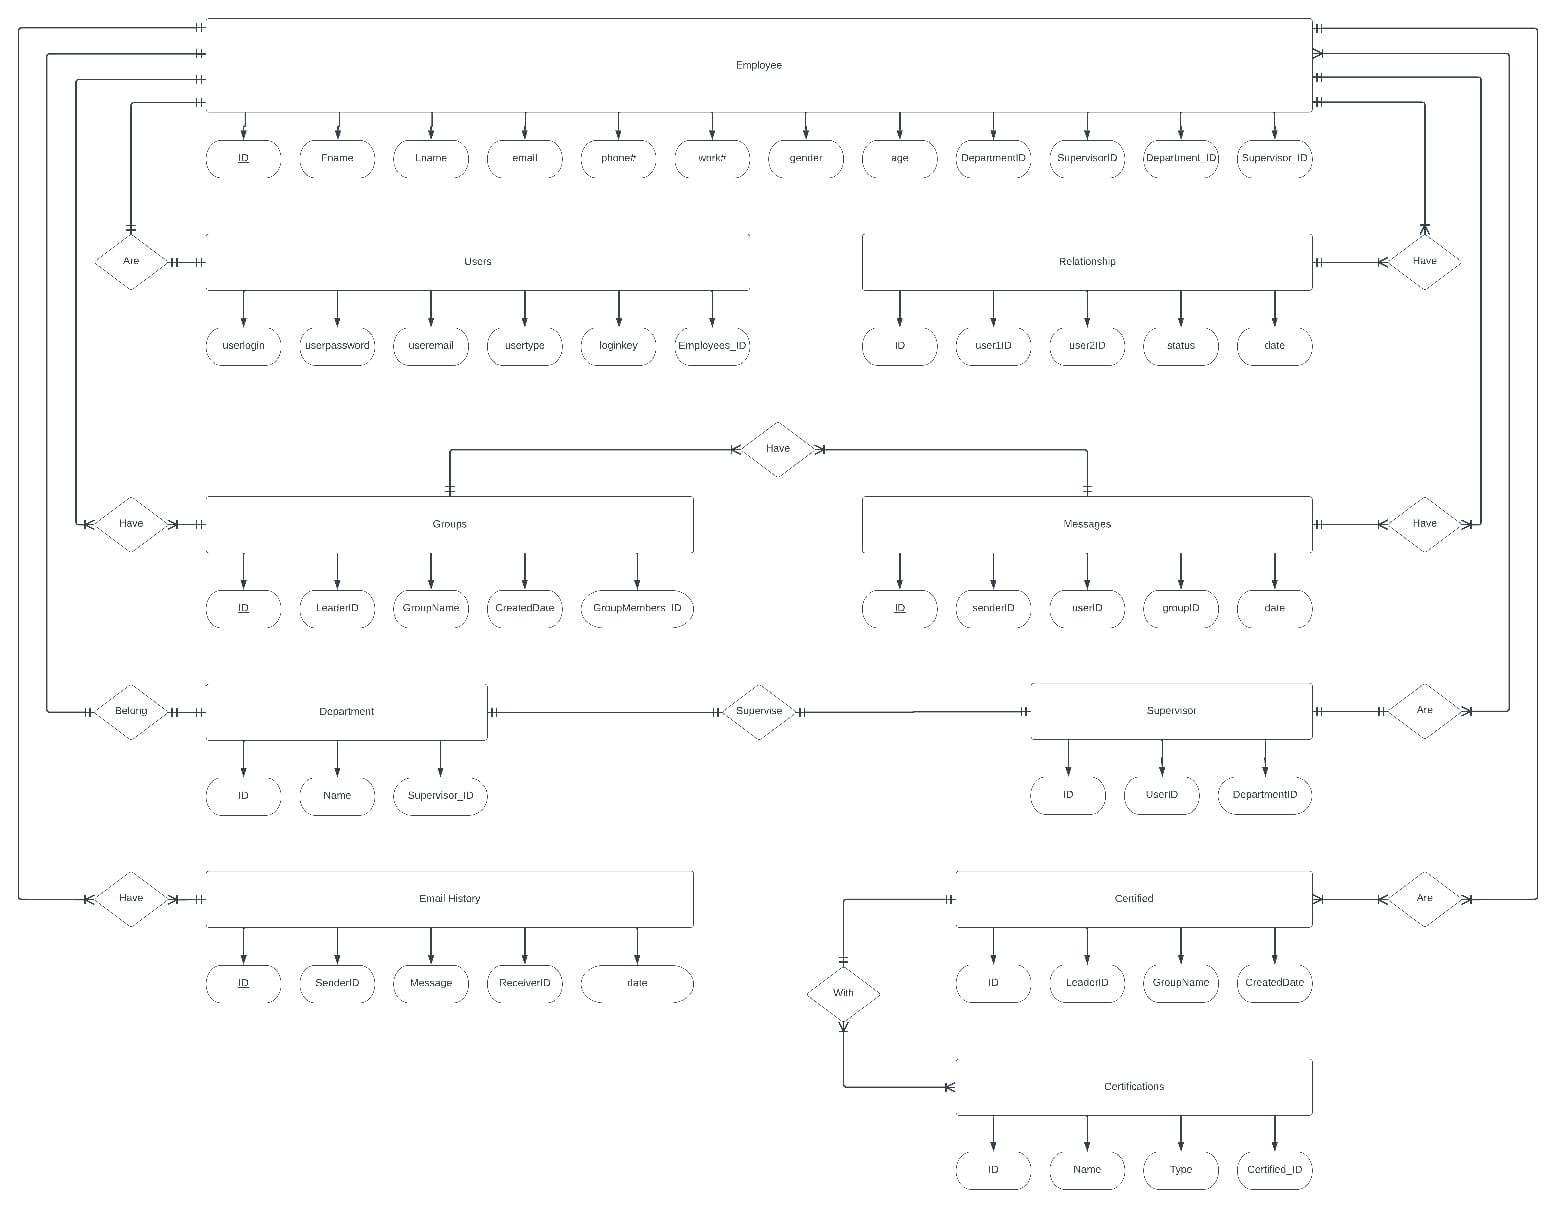 Employee
ID
Fname
Lname
email
phone#
work#
gender
age
DepartmentID
SupervisorID
Department_ID
Supervisor_ID
Are
Users
Relationship
Have
userlogin
userpassword
useremail
usertype
loginkey
Employees_ID
ID
user1ID
user2ID
status
date
Have
Have
Groups
Messages
Have
ID
LeaderID
GroupName
CreatedDate
GroupMembers_ID
ID
senderID
userID
groupID
date
Belong
Department
Supervise
Supervisor
Are
ID
Name
Supervisor_ID
ID
UserID
DepartmentID
Have
Email History
Certified
Are
ID
SenderID
Message
ReceiverID
date
ID
LeaderID
GroupName
CreatedDate
With
Certifications
ID
Name
Type
Certified_ID